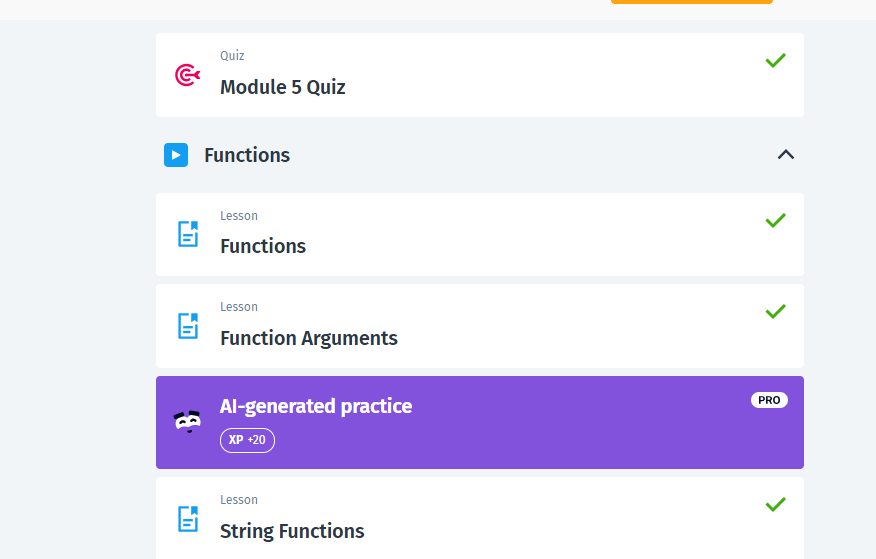 Quiz
Module 5 Quiz
Functions
Lesson
Functions
Lesson
Function Arguments
AI-generated practice
PRO
XP +20
Lesson
String Functions